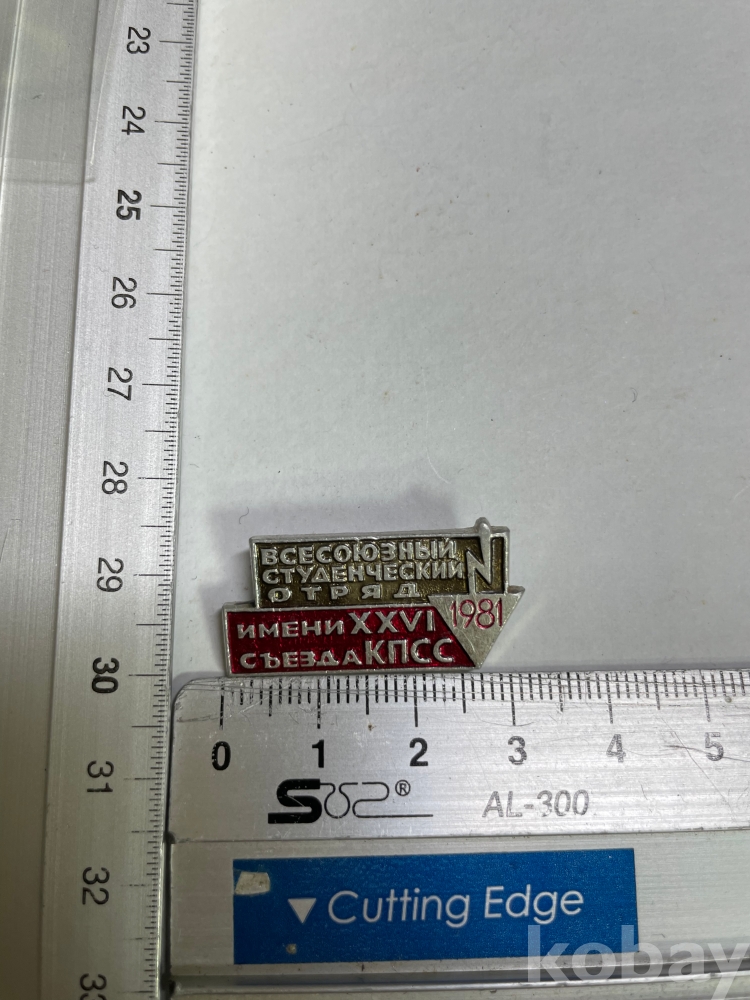 23
24
25
26
27
28
29
30
31
32
33
ВСЕСОЮЗНЫЙ
СТУДЕНЧЕСКИЙ
ОТРЯД
1981
ИМЕНИ XXVI
СЪЕЗДА КПСС
0 1 2 3 4 5
®
AL-300
▼ Cutting Edge
kobay